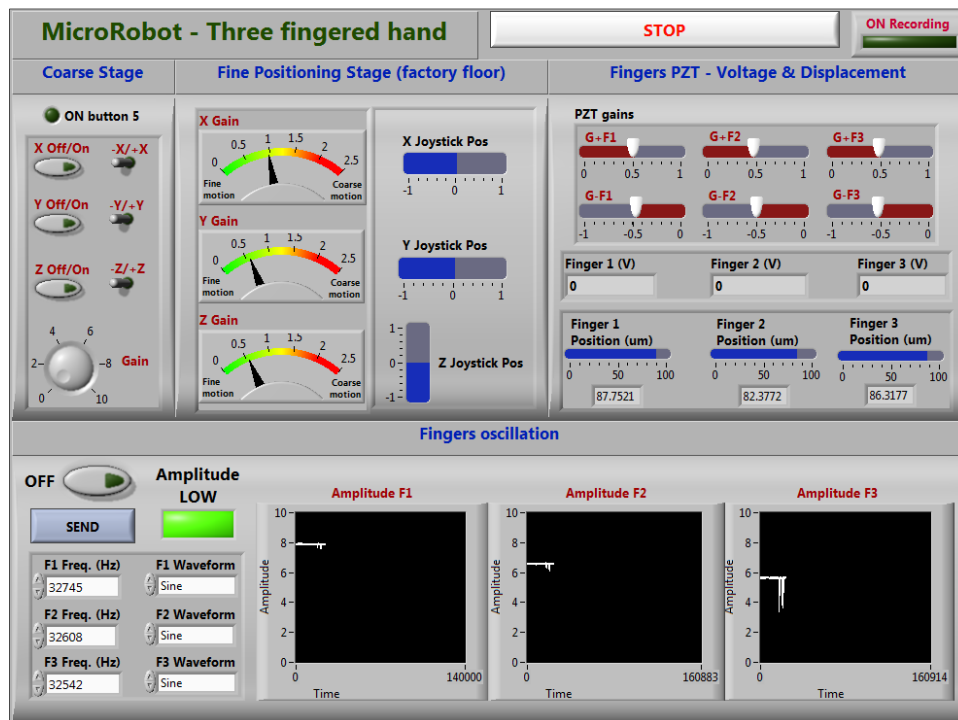 MicroRobot - Three fingered hand
STOP
ON Recording
Coarse Stage
Fine Positioning Stage (factory floor)
Fingers PZT - Voltage & Displacement
ON button 5
X Off/On -X/+X
Y Off/On -Y/+Y
Z Off/On -Z/+Z
4 6
2 8 Gain
0 10
X Gain
0 0.5 1 1.5 2 2.5
Fine motion Coarse motion
Y Gain
0 0.5 1 1.5 2 2.5
Fine motion Coarse motion
Z Gain
0 0.5 1 1.5 2 2.5
Fine motion Coarse motion
X Joystick Pos
-1 0 1
Y Joystick Pos
-1 0 1
1
0 Z Joystick Pos
-1
PZT gains
G+F1 G+F2 G+F3
0 0.5 1 0 0.5 1 0 0.5 1
G-F1 G-F2 G-F3
-1 -0.5 0 -1 -0.5 0 -1 -0.5 0
Finger 1 (V) Finger 2 (V) Finger 3 (V)
0 0 0
Finger 1 Finger 2 Finger 3
Position (um) Position (um) Position (um)
0 50 100 0 50 100 0 50 100
87.7521 82.3772 86.3177
Fingers oscillation
OFF
Amplitude
LOW
SEND
F1 Freq. (Hz) F1 Waveform
32745 Sine
F2 Freq. (Hz) F2 Waveform
32608 Sine
F3 Freq. (Hz) F3 Waveform
32542 Sine
Amplitude F1
Amplitude
10
8
6
4
2
0
0 140000
Time
Amplitude F2
Amplitude
10
8
6
4
2
0
0 160883
Time
Amplitude F3
Amplitude
10
8
6
4
2
0
0 160914
Time